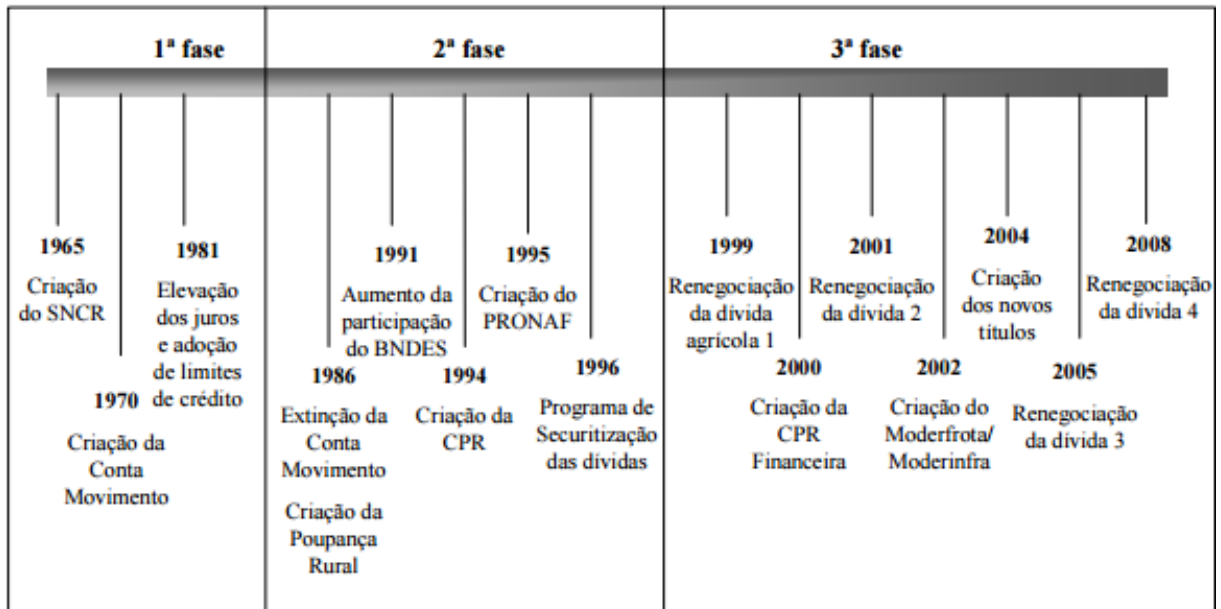 1ª fase
1965
Criação
do SNCR
1970
Criação da
Conta
Movimento
1981
Elevação
dos juros
e adoção
de limites
de crédito
2ª fase
1986
Extinção da
Conta
Movimento
Criação da
Poupança
Rural
1991
Aumento da
participação
do BNDES
1994
Criação da
CPR
1995
Criação do
PRONAF
1996
Programa de
Securitização
das dívidas
3ª fase
1999
Renegociação
da dívida
agrícola 1
2000
Criação da
CPR
Financeira
2001
Renegociação
da dívida 2
2002
Criação do
Moderfrota/
Moderinfra
2004
Criação
dos novos
títulos
2005
Renegociação
da dívida 3
2008
Renegociação
da dívida 4